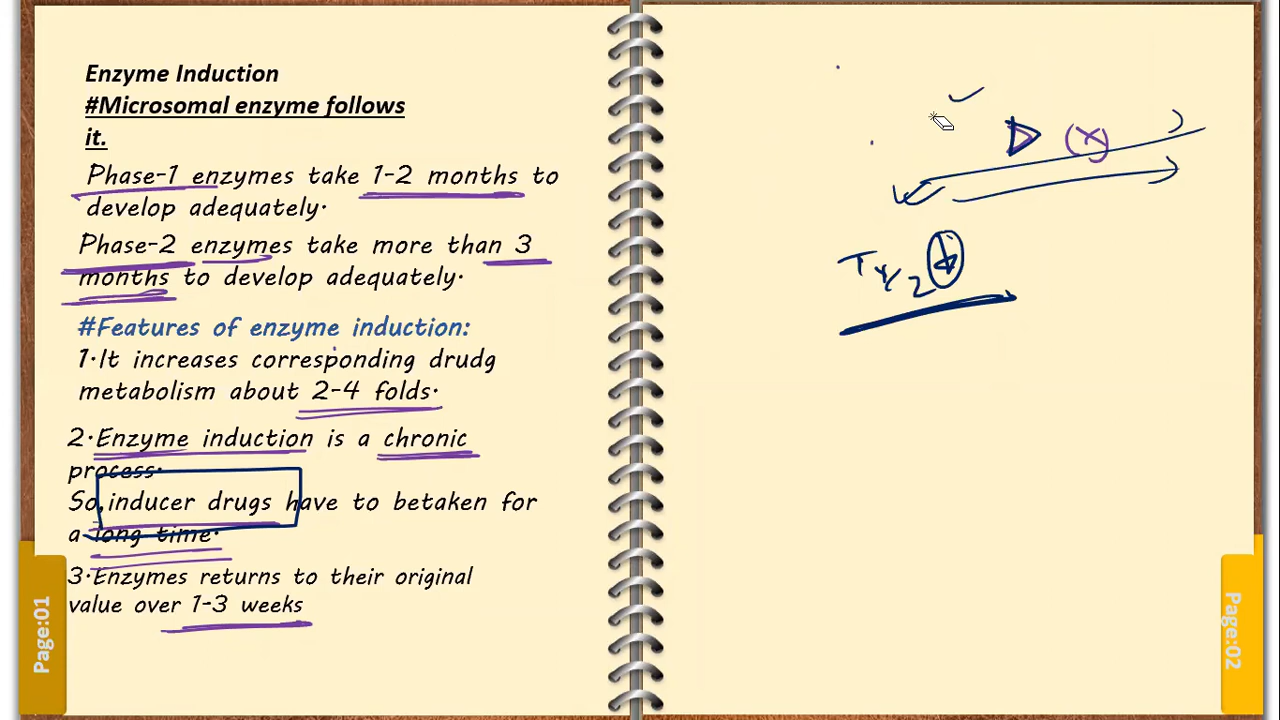 Enzyme Induction
#Microsomal enzyme follows
it.
Phase-1 enzymes take 1-2 months to
develop adequately.
Phase-2 enzymes take more than 3
months to develop adequately.
#Features of enzyme induction:
1.It increases corresponding drudg
metabolism about 2-4 folds.
2.Enzyme induction is a chronic
process.
So,inducer drugs have to betaken for
a long time.
3.Enzymes returns to their original
value over 1-3 weeks
Page:01
D (x)
T 1/2 ↓
Page:02